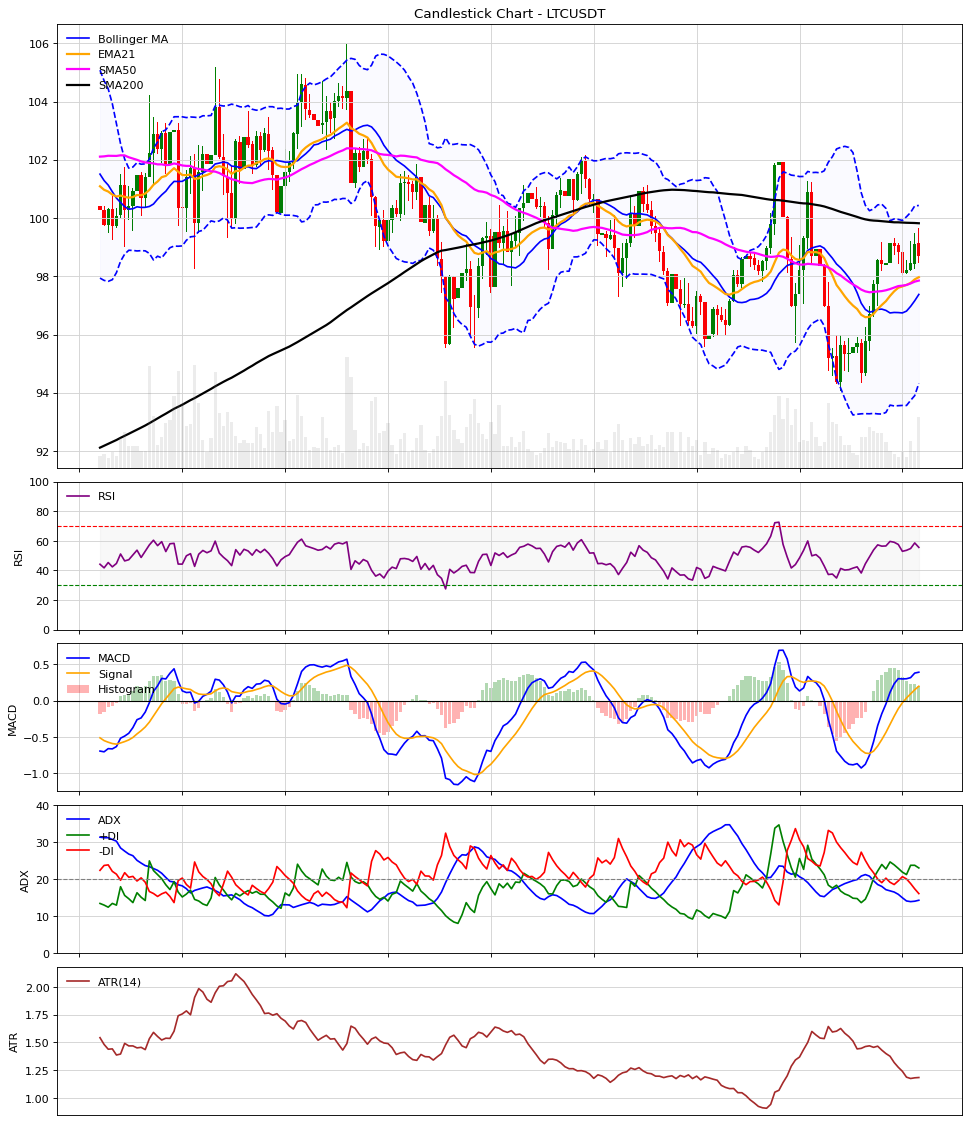 Candlestick Chart - LTCUSDT
Bollinger MA
EMA21
SMA50
SMA200
106
104
102
100
98
96
94
92
RSI
RSI
100
80
60
40
20
0
MACD
Signal
Histogram
MACD
0.5
0.0
−0.5
−1.0
ADX
+DI
-DI
ADX
40
30
20
10
0
ATR(14)
ATR
2.00
1.75
1.50
1.25
1.00